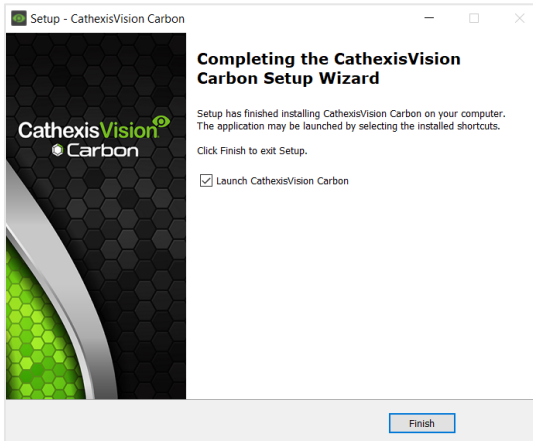 Setup - CathexisVision Carbon
Completing the CathexisVision
Carbon Setup Wizard
Setup has finished installing CathexisVision Carbon on your computer.
The application may be launched by selecting the installed shortcuts.
Click Finish to exit Setup.
Launch CathexisVision Carbon
CathexisVision
Carbon
Finish